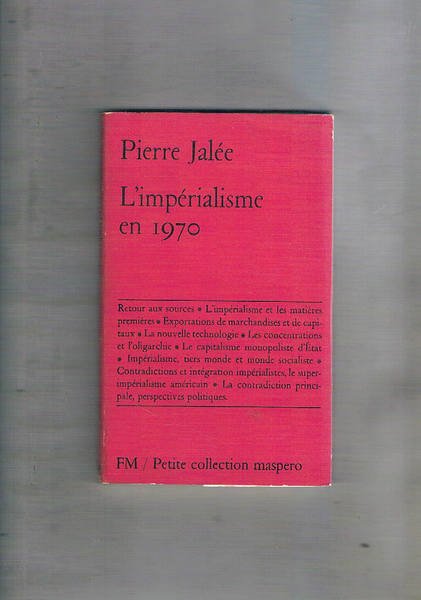 Pierre Jalée
L'impérialisme
en 1970
Retour aux sources • L'impérialisme et les matières
premières • Exportations de marchandises et de capi-
taux • La nouvelle technologie • Les concentrations
et l'oligarchie • Le capitalisme monopoliste d'État
• Impérialisme, tiers monde et monde socialiste •
Contradictions et intégration impérialistes, le super-
impérialisme américain • La contradiction princi-
pale, perspectives politiques.
FM / Petite collection maspero